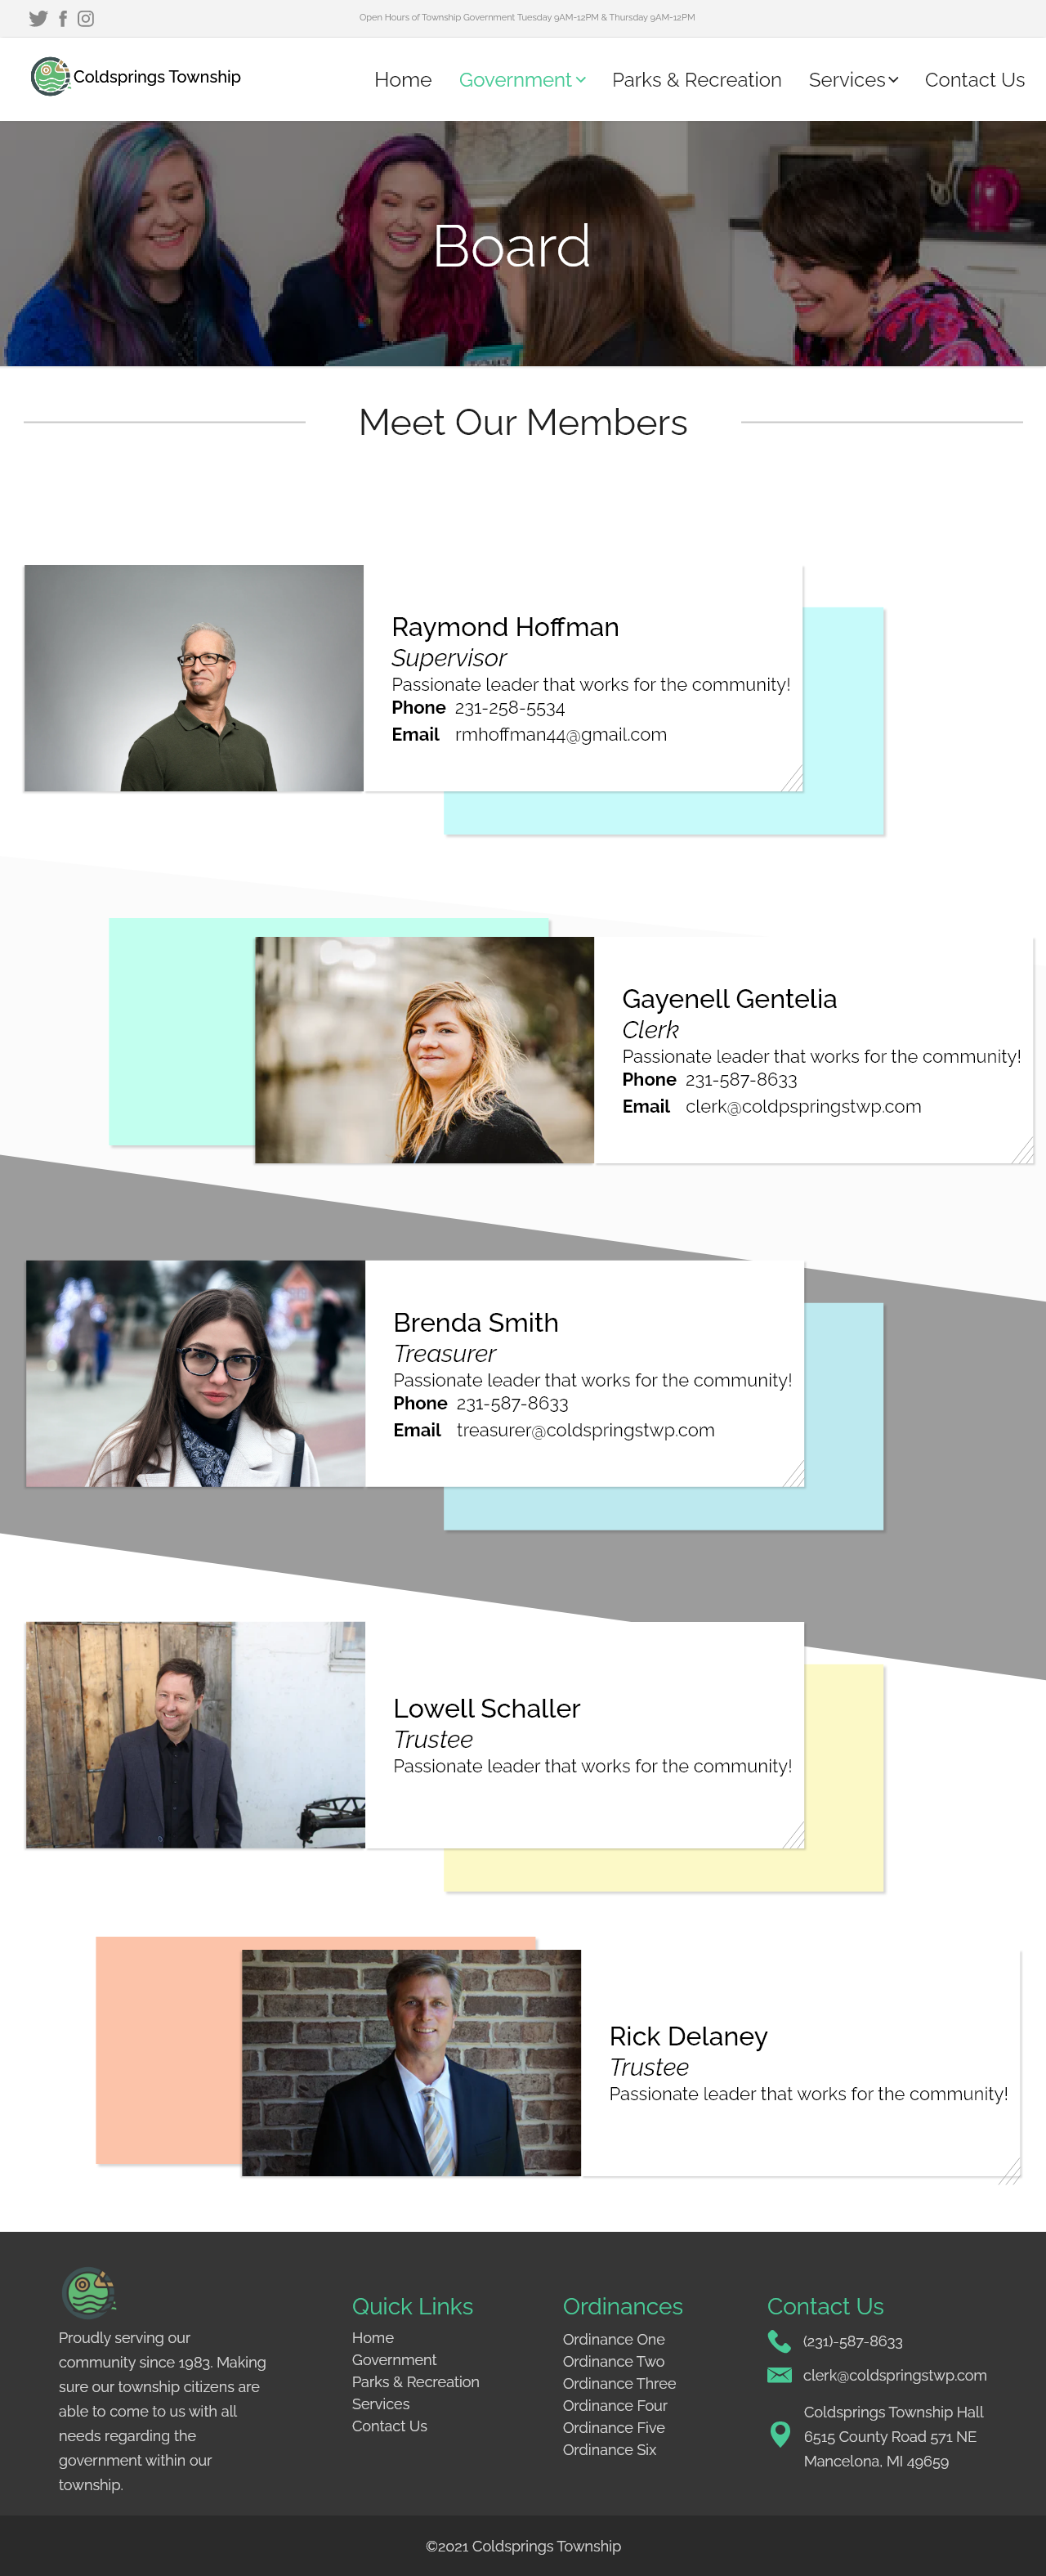 Open Hours of Township Government Tuesday 9AM-12PM & Thursday 9AM-12PM
Coldsprings Township
Home Government Parks & Recreation Services Contact Us
Board
Meet Our Members
Raymond Hoffman
Supervisor
Passionate leader that works for the community!
Phone 231-258-5534
Email rmhoffman44@gmail.com
Gayenell Gentelia
Clerk
Passionate leader that works for the community!
Phone 231-587-8633
Email clerk@coldpspringstwp.com
Brenda Smith
Treasurer
Passionate leader that works for the community!
Phone 231-587-8633
Email treasurer@coldspringstwp.com
Lowell Schaller
Trustee
Passionate leader that works for the community!
Rick Delaney
Trustee
Passionate leader that works for the community!
Proudly serving our
community since 1983. Making
sure our township citizens are
able to come to us with all
needs regarding the
government within our
township.
Quick Links
Home
Government
Parks & Recreation
Services
Contact Us
Ordinances
Ordinance One
Ordinance Two
Ordinance Three
Ordinance Four
Ordinance Five
Ordinance Six
Contact Us
(231)-587-8633
clerk@coldspringstwp.com
Coldsprings Township Hall
6515 County Road 571 NE
Mancelona, MI 49659
©2021 Coldsprings Township